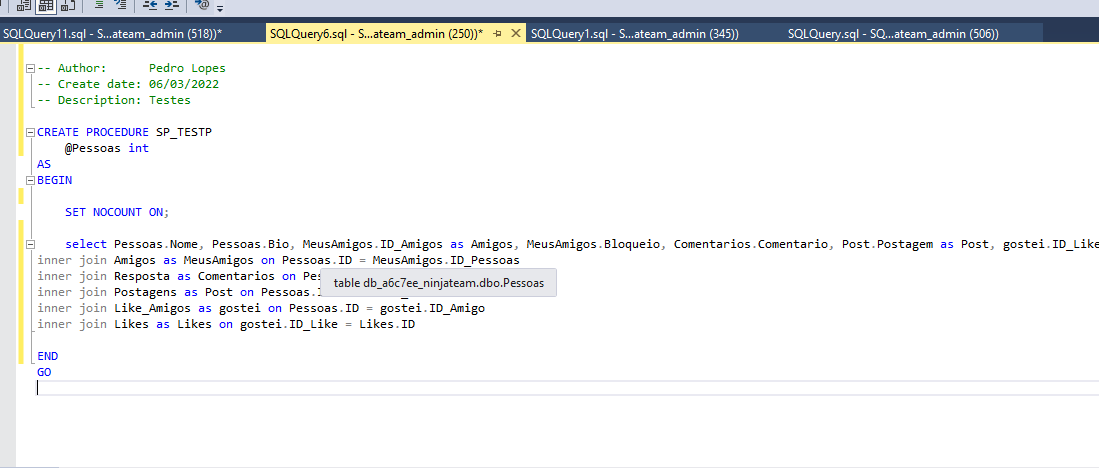 SQLQuery11.sql - S...ateam_admin (518))*
SQLQuery6.sql - S...ateam_admin (250))*
SQLQuery1.sql - S...ateam_admin (345))
SQLQuery.sql - SQ...ateam_admin (506))
-- Author:      Pedro Lopes
-- Create date: 06/03/2022
-- Description: Testes
CREATE PROCEDURE SP_TESTP
    @Pessoas int
AS
BEGIN
    SET NOCOUNT ON;
    select Pessoas.Nome, Pessoas.Bio, MeusAmigos.ID_Amigos as Amigos, MeusAmigos.Bloqueio, Comentarios.Comentario, Post.Postagem as Post, gostei.ID_Like
inner join Amigos as MeusAmigos on Pessoas.ID = MeusAmigos.ID_Pessoas
inner join Resposta as Comentarios on Pes
table db_a6c7ee_ninjateam.dbo.Pessoas
inner join Postagens as Post on Pessoas.I
inner join Like_Amigos as gostei on Pessoas.ID = gostei.ID_Amigo
inner join Likes as Likes on gostei.ID_Like = Likes.ID
END
GO